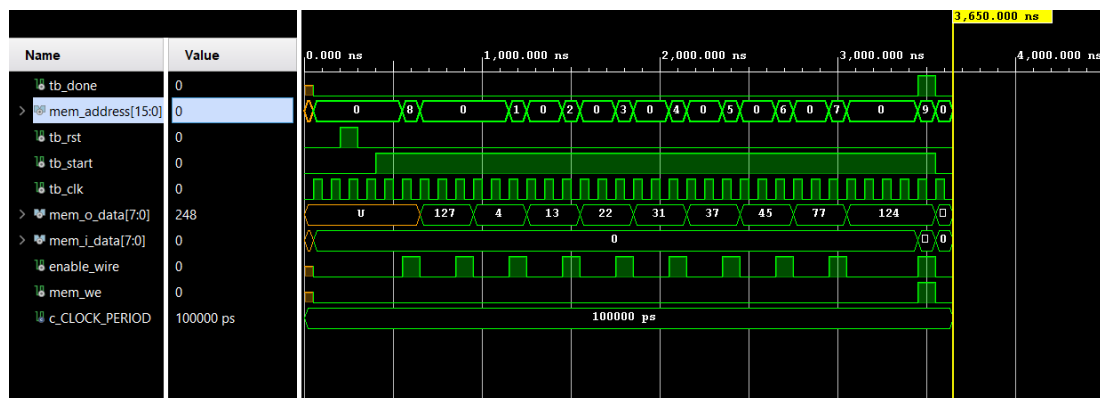 3,650.000 ns
Name Value
0.000 ns 1,000.000 ns 2,000.000 ns 3,000.000 ns 4,000.000 ns
tb_done 0
mem_address[15:0] 0 0 8 0 1 0 2 0 3 0 4 0 5 0 6 0 7 0 9 0
tb_rst 0
tb_start 0
tb_clk 0
mem_o_data[7:0] 248 U 127 4 13 22 31 37 45 77 124
mem_i_data[7:0] 0 0 0
enable_wire 0
mem_we 0
c_CLOCK_PERIOD 100000 ps 100000 ps